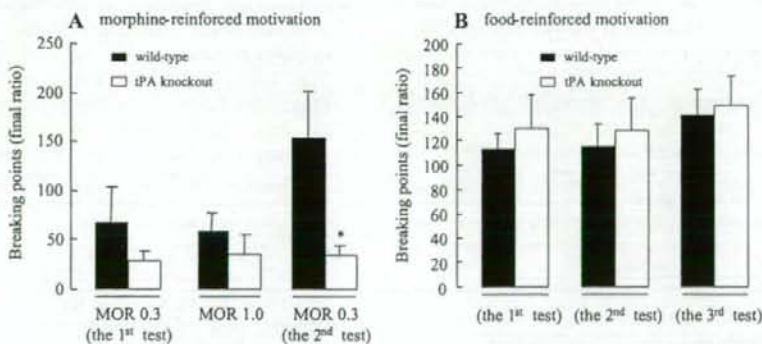 A morphine-reinforced motivation
Breaking points (final ratio)
250
200
150
100
50
0
wild-type
tPA knockout
*
MOR 0.3
(the 1st test)
MOR 1.0
MOR 0.3
(the 2nd test)
B food-reinforced motivation
Breaking points (final ratio)
200
180
160
140
120
100
80
60
40
20
0
wild-type
tPA knockout
(the 1st test)
(the 2nd test)
(the 3rd test)